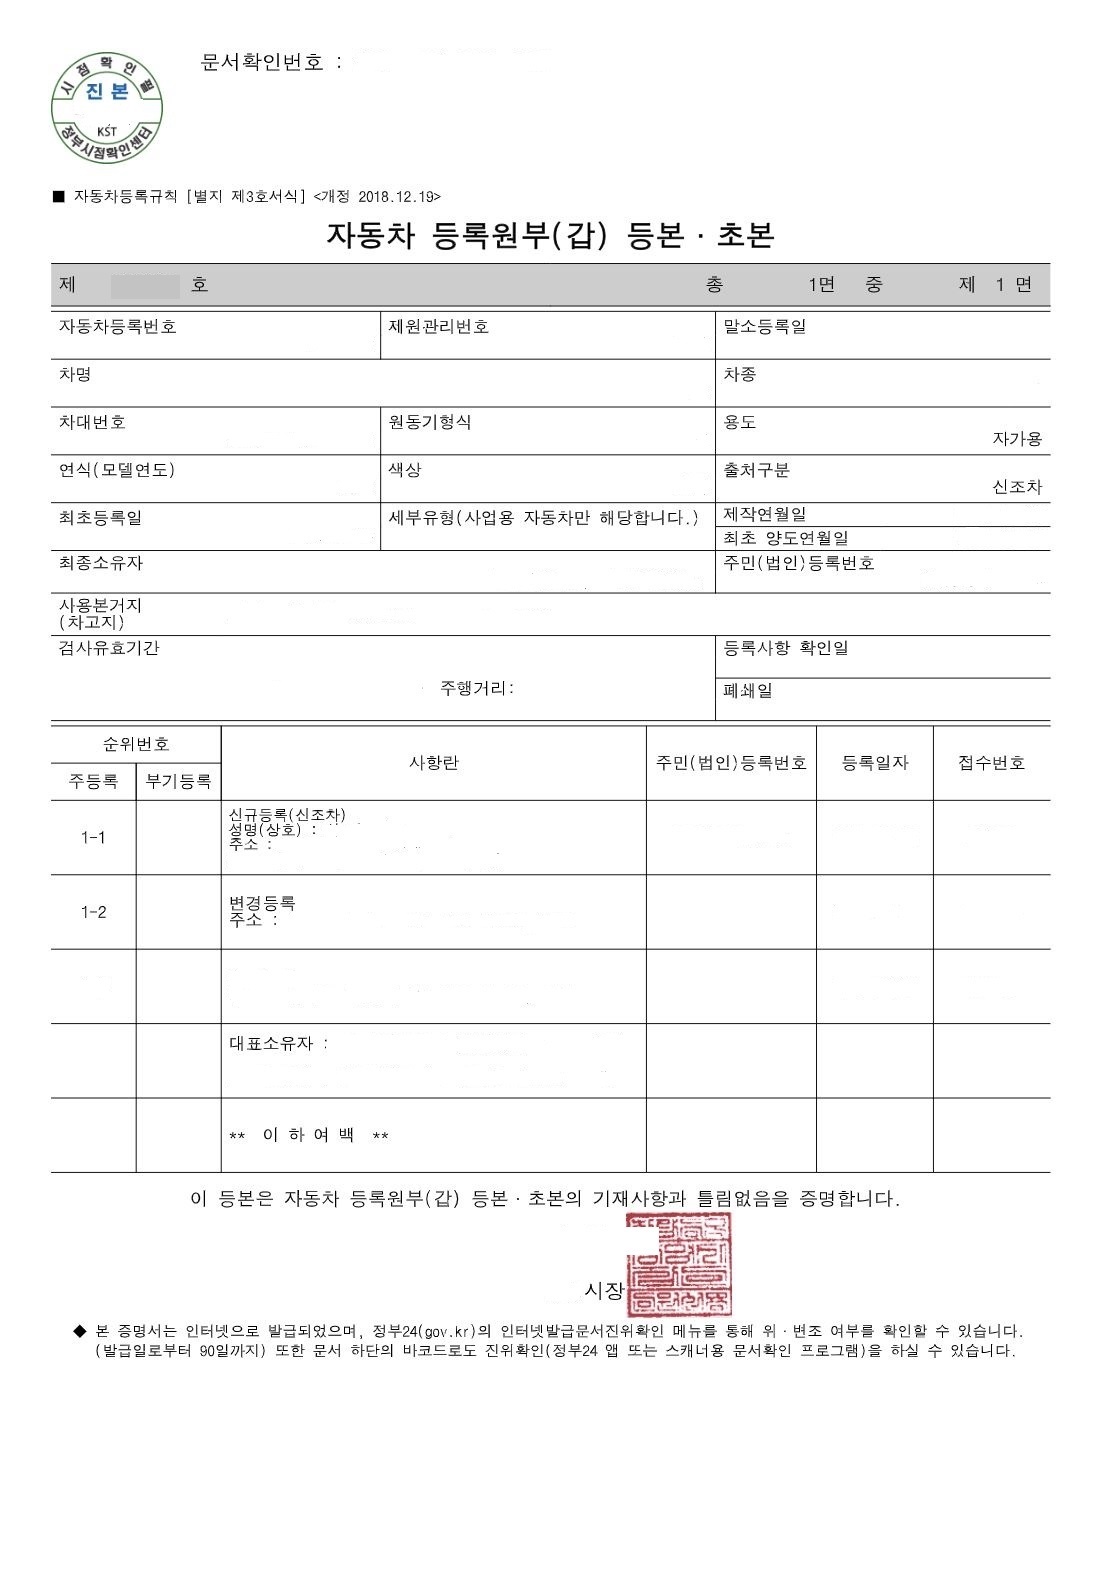 시 점 확 인 필
진 본
KST
정부시점확인센터
문서확인번호 :
■ 자동차등록규칙 [별지 제3호서식] <개정 2018.12.19>
자동차 등록원부(갑) 등본 · 초본
제 호 총 1면 중 제 1 면
자동차등록번호 제원관리번호 말소등록일
차명 차종
차대번호 원동기형식 용도
자가용
연식(모델연도) 색상 출처구분
신조차
최초등록일 세부유형(사업용 자동차만 해당합니다.) 제작연월일
최초 양도연월일
최종소유자 주민(법인)등록번호
사용본거지
(차고지)
검사유효기간 등록사항 확인일
주행거리: 폐쇄일
순위번호
사항란 주민(법인)등록번호 등록일자 접수번호
주등록 부기등록
신규등록(신조차)
1-1 성명(상호) :
주소 :
변경등록
1-2 주소 :
대표소유자 :
** 이 하 여 백 **
이 등본은 자동차 등록원부(갑) 등본 · 초본의 기재사항과 틀림없음을 증명합니다.
시장
◆ 본 증명서는 인터넷으로 발급되었으며, 정부24(gov.kr)의 인터넷발급문서진위확인 메뉴를 통해 위 · 변조 여부를 확인할 수 있습니다.
(발급일로부터 90일까지) 또한 문서 하단의 바코드로도 진위확인(정부24 앱 또는 스캐너용 문서확인 프로그램)을 하실 수 있습니다.